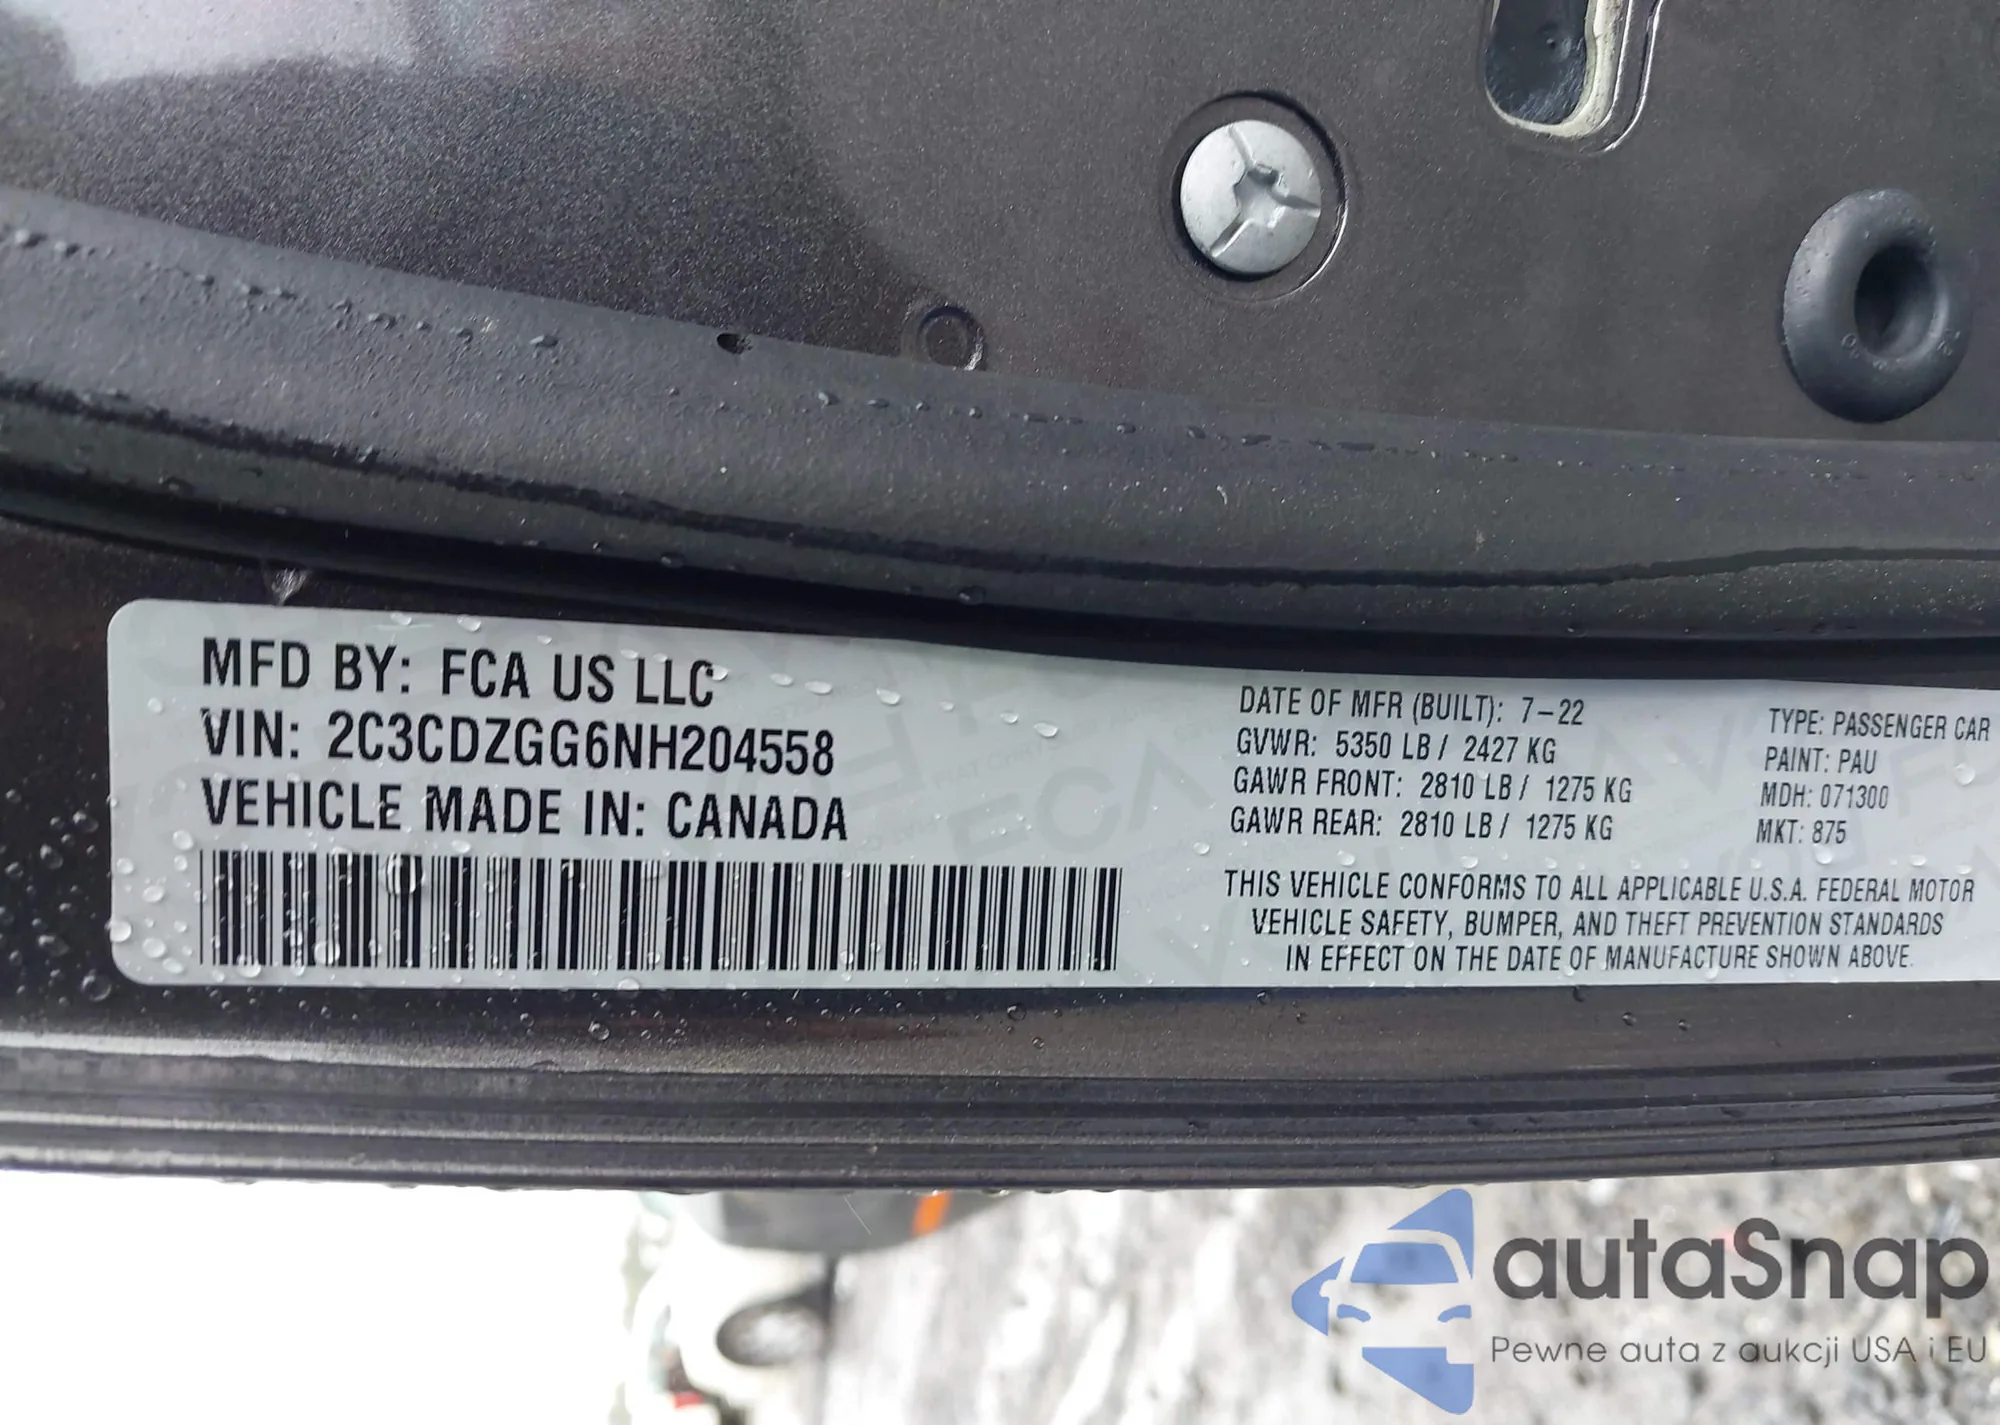 MFD BY: FCA US LLC
VIN: 2C3CDZGG6NH204558
VEHICLE MADE IN: CANADA
DATE OF MFR (BUILT): 7-22
GVWR: 5350 LB / 2427 KG
GAWR FRONT: 2810 LB / 1275 KG
GAWR REAR: 2810 LB / 1275 KG
TYPE: PASSENGER CAR
PAINT: PAU
MDH: 071300
MKT: 875
THIS VEHICLE CONFORMS TO ALL APPLICABLE U.S.A. FEDERAL MOTOR
VEHICLE SAFETY, BUMPER, AND THEFT PREVENTION STANDARDS
IN EFFECT ON THE DATE OF MANUFACTURE SHOWN ABOVE.
autaSnap
Pewne auta z aukcji USA i EU